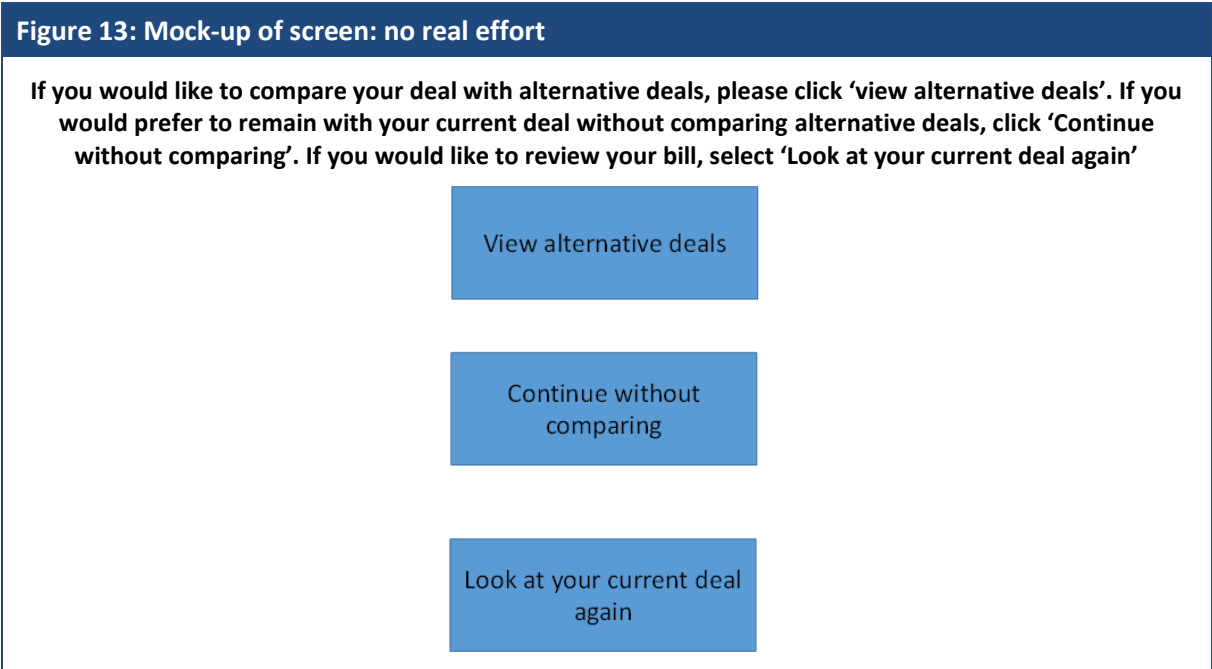 Figure 13: Mock-up of screen: no real effort
If you would like to compare your deal with alternative deals, please click ‘view alternative deals’. If you
would prefer to remain with your current deal without comparing alternative deals, click ‘Continue
without comparing’. If you would like to review your bill, select ‘Look at your current deal again’
View alternative deals
Continue without
comparing
Look at your current deal
again